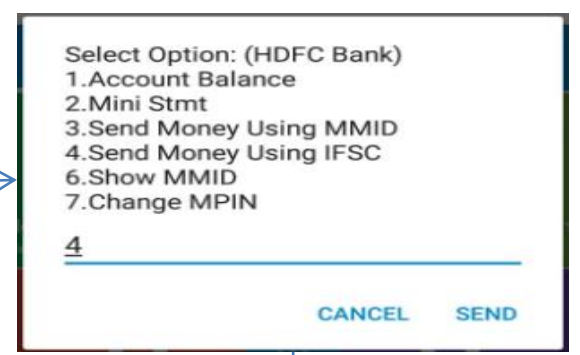 Select Option: (HDFC Bank)
1.Account Balance
2.Mini Stmt
3.Send Money Using MMID
4.Send Money Using IFSC
6.Show MMID
7.Change MPIN
4
CANCEL SEND